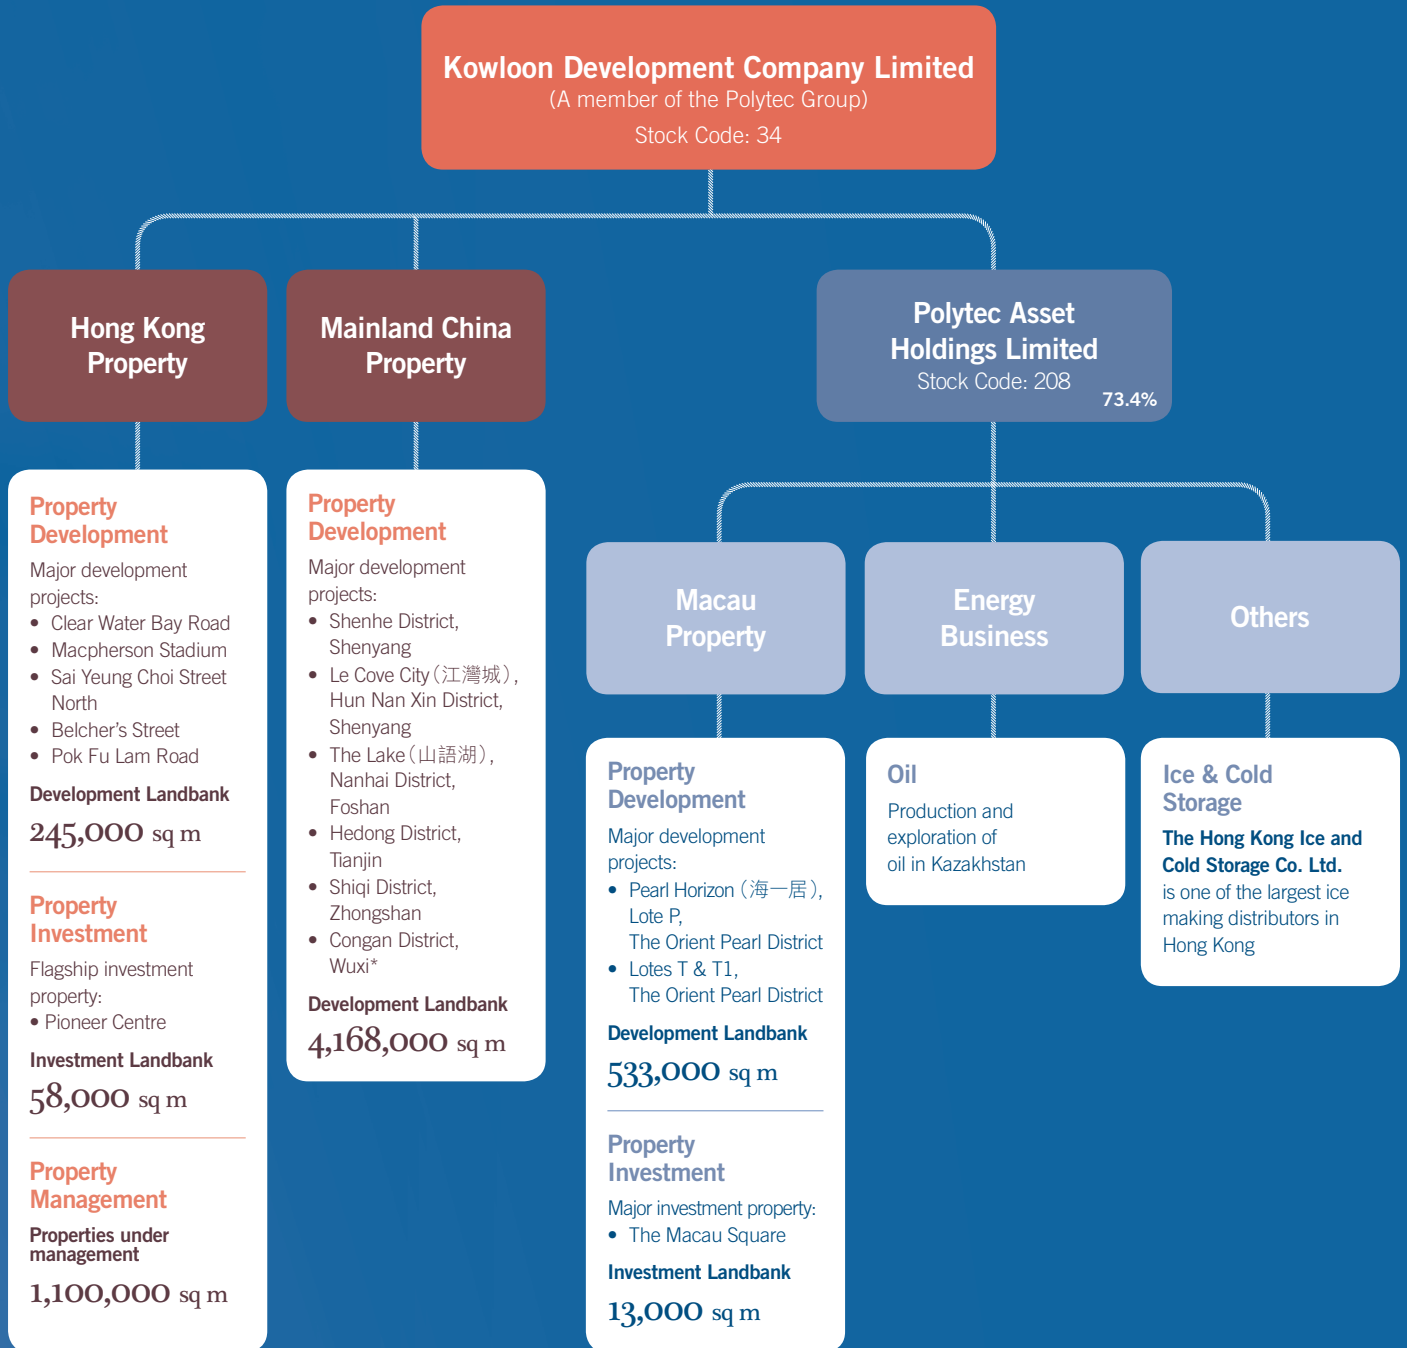 Kowloon Development Company Limited
(A member of the Polytec Group)
Stock Code: 34
Hong Kong
Property
Mainland China
Property
Polytec Asset
Holdings Limited
Stock Code: 208
73.4%
Property
Development
Major development
projects:
• Clear Water Bay Road
• Macpherson Stadium
• Sai Yeung Choi Street
North
• Belcher's Street
• Pok Fu Lam Road
Development Landbank
245,000 sq m
Property
Investment
Flagship investment
property:
• Pioneer Centre
Investment Landbank
58,000 sq m
Property
Management
Properties under
management
1,100,000 sq m
Property
Development
Major development
projects:
• Shenhe District,
Shenyang
• Le Cove City（江灣城）,
Hun Nan Xin District,
Shenyang
• The Lake（山語湖）,
Nanhai District,
Foshan
• Hedong District,
Tianjin
• Shiqi District,
Zhongshan
• Congan District,
Wuxi*
Development Landbank
4,168,000 sq m
Macau
Property
Property
Development
Major development
projects:
• Pearl Horizon（海一居）,
Lote P,
The Orient Pearl District
• Lotes T & T1,
The Orient Pearl District
Development Landbank
533,000 sq m
Property
Investment
Major investment property:
• The Macau Square
Investment Landbank
13,000 sq m
Energy
Business
Oil
Production and
exploration of
oil in Kazakhstan
Others
Ice & Cold
Storage
The Hong Kong Ice and
Cold Storage Co. Ltd.
is one of the largest ice
making distributors in
Hong Kong